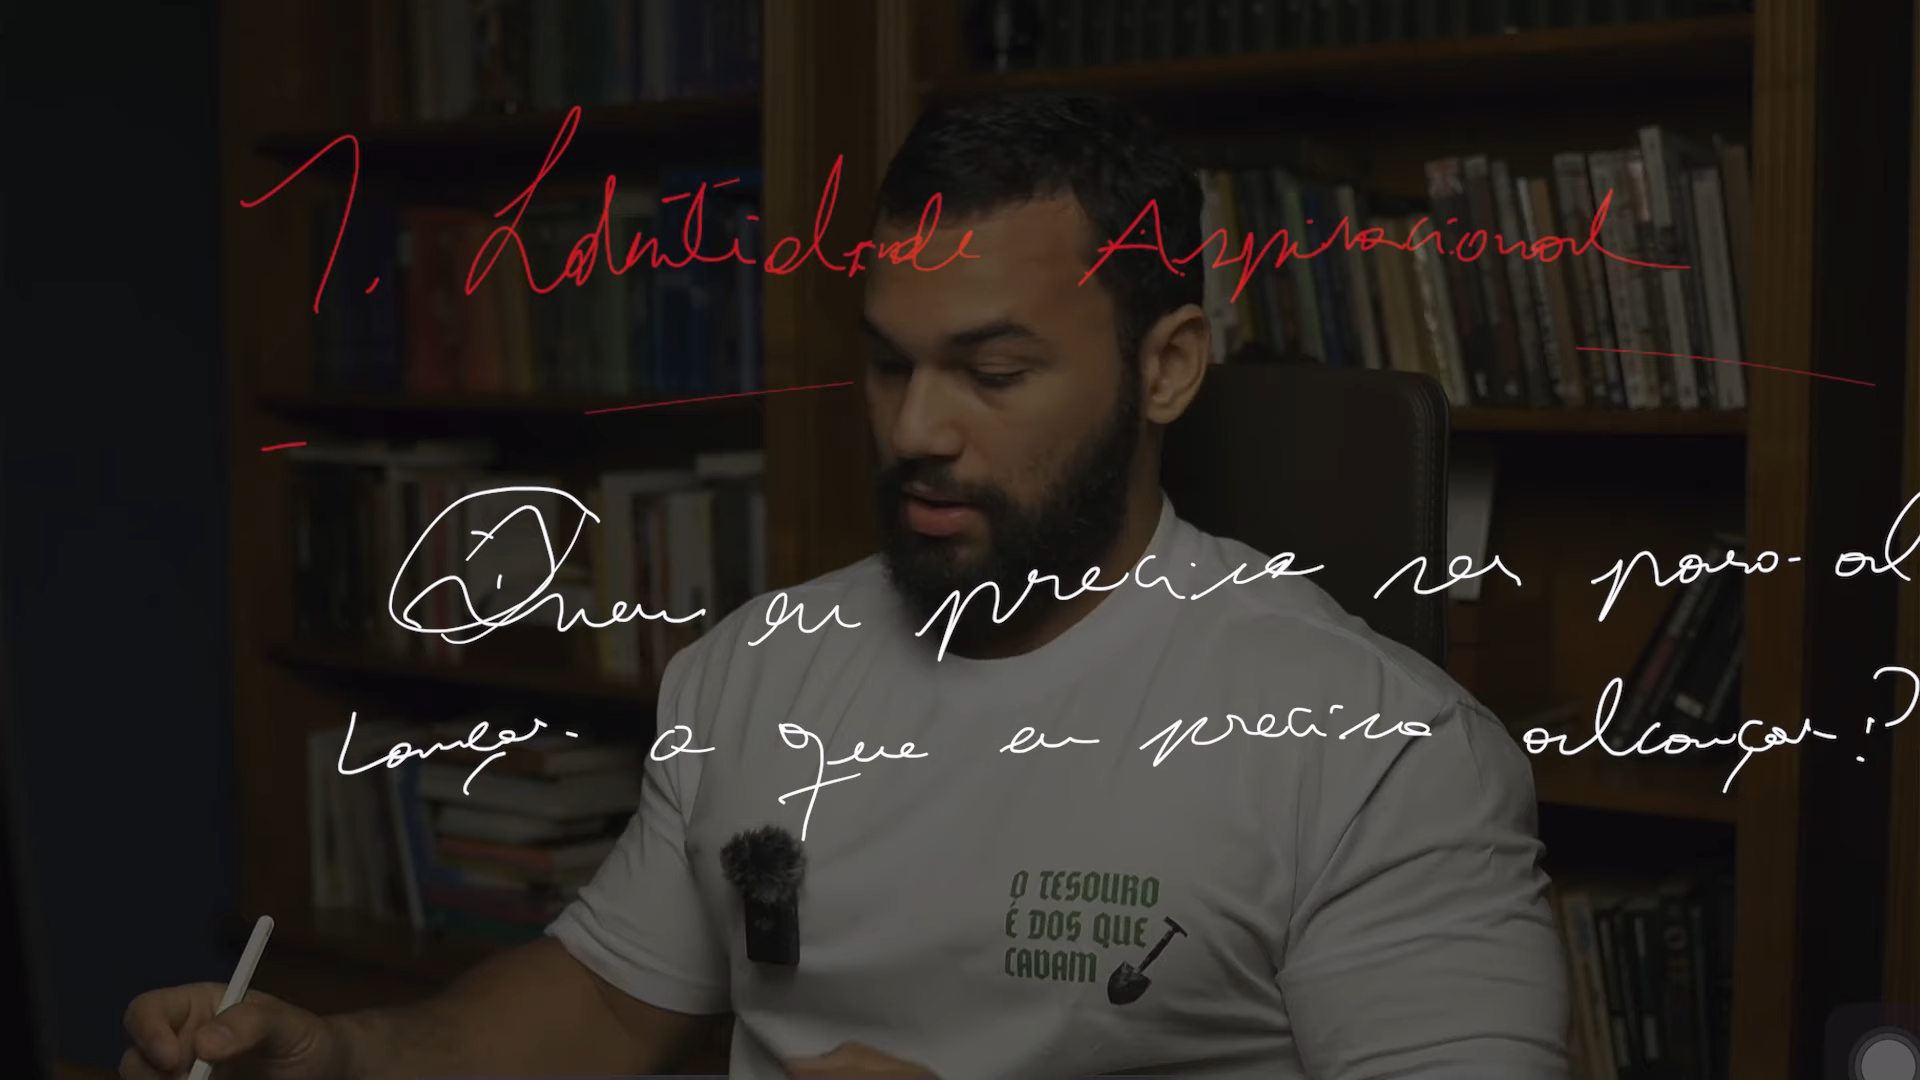 1. Identidade Aspiracional
-
Quem eu preciso ser para al
cançar o que eu preciso alcançar?
O TESOURO
É DOS QUE
CAVAM